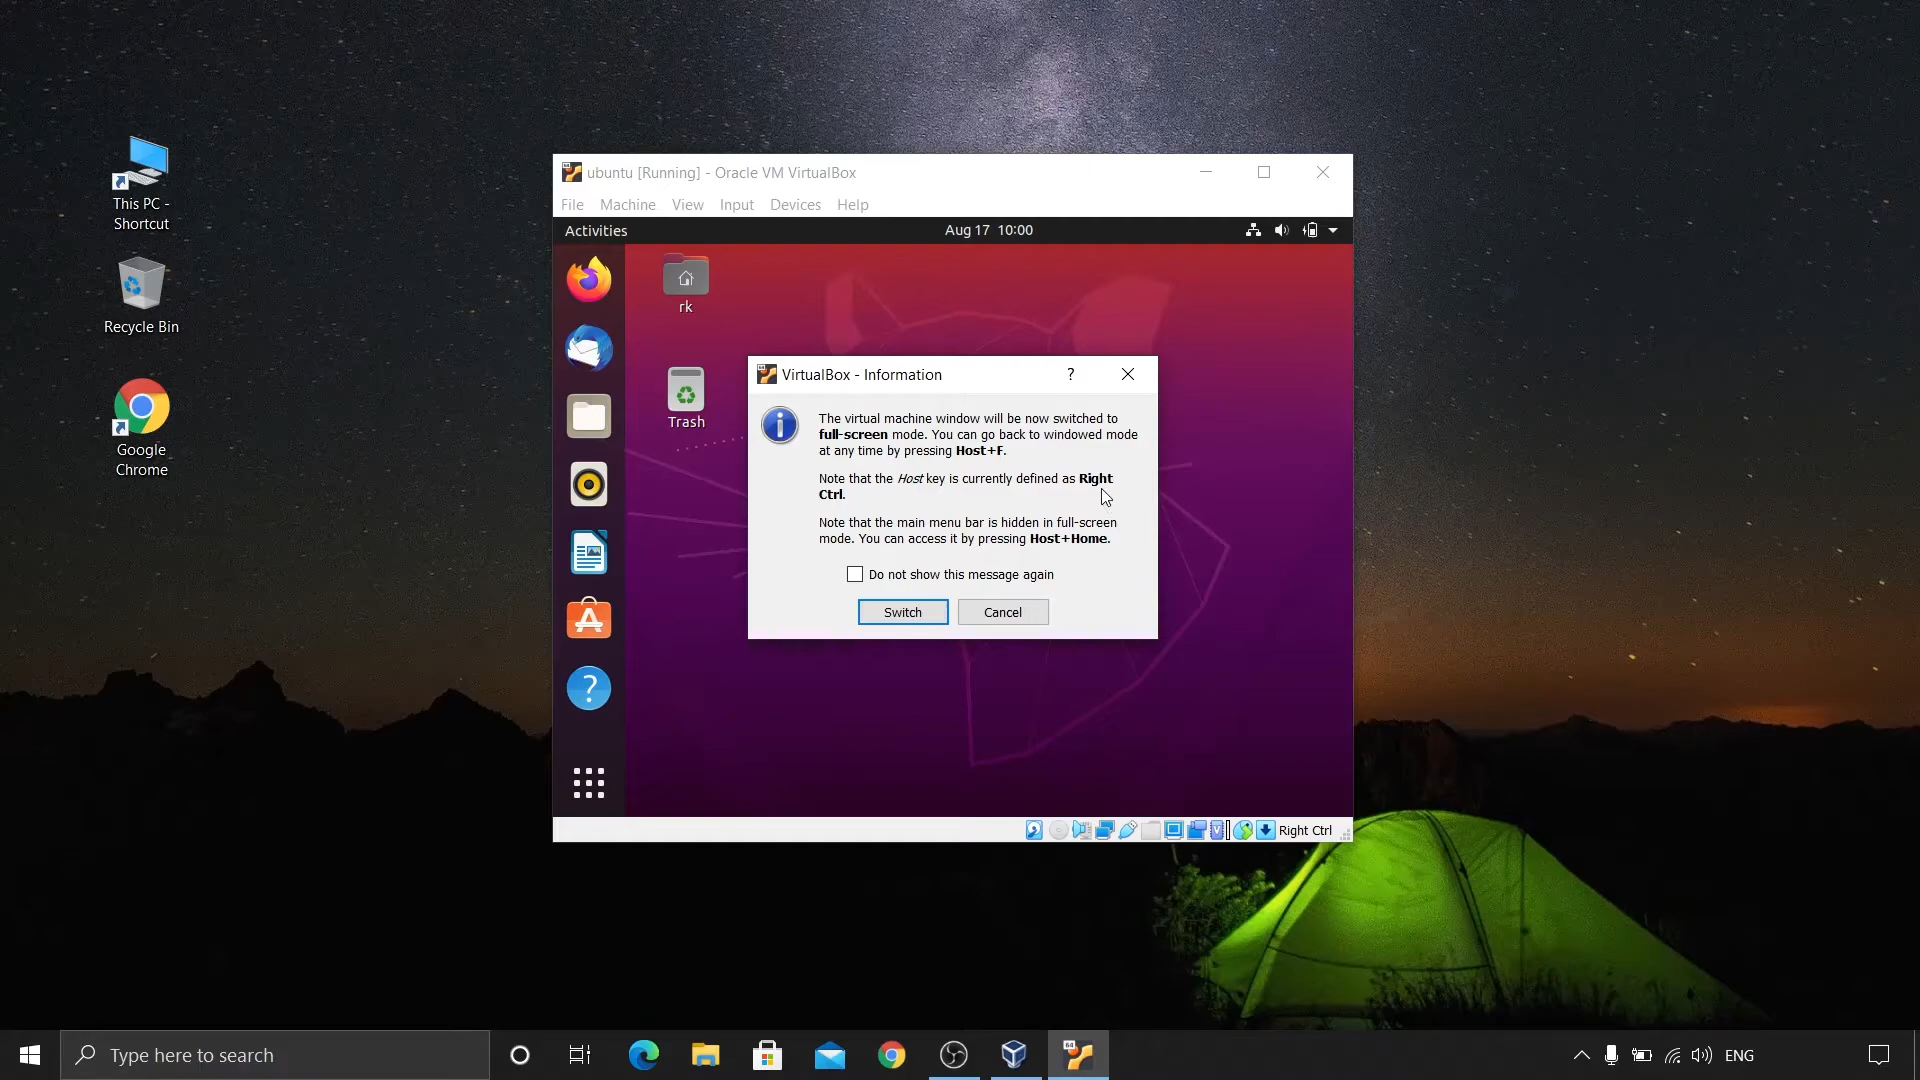 This PC -
Shortcut
Recycle Bin
Google
Chrome
ubuntu [Running] - Oracle VM VirtualBox
File Machine View Input Devices Help
Activities
Aug 17 10:00
rk
Trash
VirtualBox - Information
The virtual machine window will be now switched to
full-screen mode. You can go back to windowed mode
at any time by pressing Host+F.
Note that the Host key is currently defined as Right
Ctrl.
Note that the main menu bar is hidden in full-screen
mode. You can access it by pressing Host+Home.
Do not show this message again
Switch
Cancel
Right Ctrl
Type here to search
64
ENG